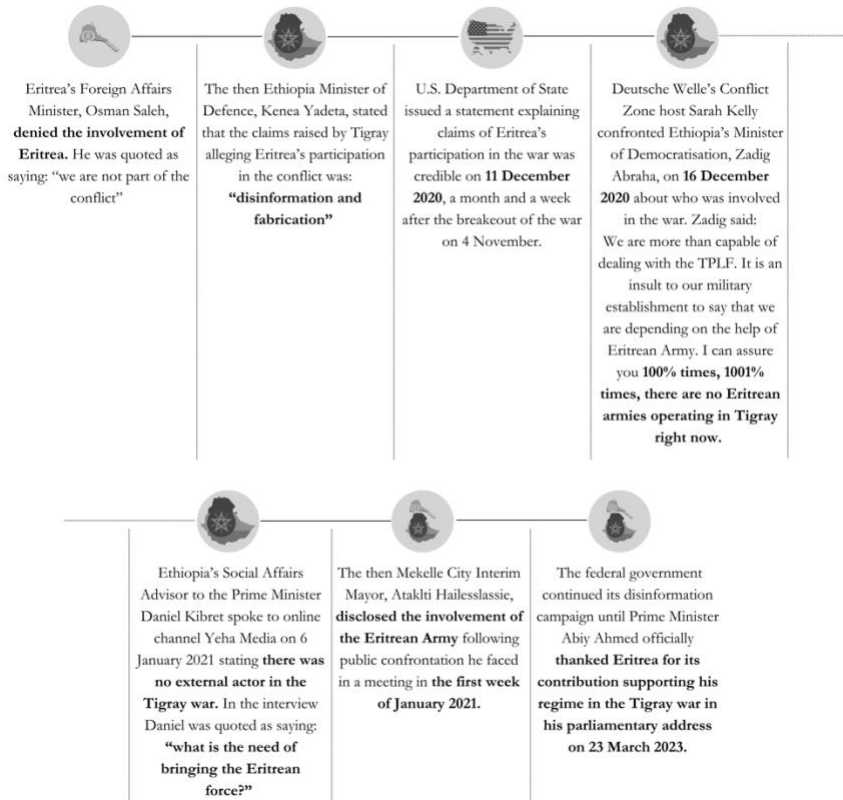 Eritrea's Foreign Affairs
Minister, Osman Saleh,
denied the involvement of
Eritrea. He was quoted as
saying: “we are not part of the
conflict”
The then Ethiopia Minister of
Defence, Kenea Yadeta, stated
that the claims raised by Tigray
alleging Eritrea's participation
in the conflict was:
“disinformation and
fabrication”
U.S. Department of State
issued a statement explaining
claims of Eritrea's
participation in the war was
credible on 11 December
2020, a month and a week
after the breakeout of the war
on 4 November.
Deutsche Welle's Conflict
Zone host Sarah Kelly
confronted Ethiopia's Minister
of Democratisation, Zadig
Abraha, on 16 December
2020 about who was involved
in the war. Zadig said:
We are more than capable of
dealing with the TPLF. It is an
insult to our military
establishment to say that we
are depending on the help of
Eritrean Army. I can assure
you 100% times, 1001%
times, there are no Eritrean
armies operating in Tigray
right now.
Ethiopia's Social Affairs
Advisor to the Prime Minister
Daniel Kibret spoke to online
channel Yeha Media on 6
January 2021 stating there was
no external actor in the
Tigray war. In the interview
Daniel was quoted as saying:
“what is the need of
bringing the Eritrean
force?”
The then Mekelle City Interim
Mayor, Ataklti Hailesslassie,
disclosed the involvement of
the Eritrean Army following
public confrontation he faced
in a meeting in the first week
of January 2021.
The federal government
continued its disinformation
campaign until Prime Minister
Abiy Ahmed officially
thanked Eritrea for its
contribution supporting his
regime in the Tigray war in
his parliamentary address
on 23 March 2023.